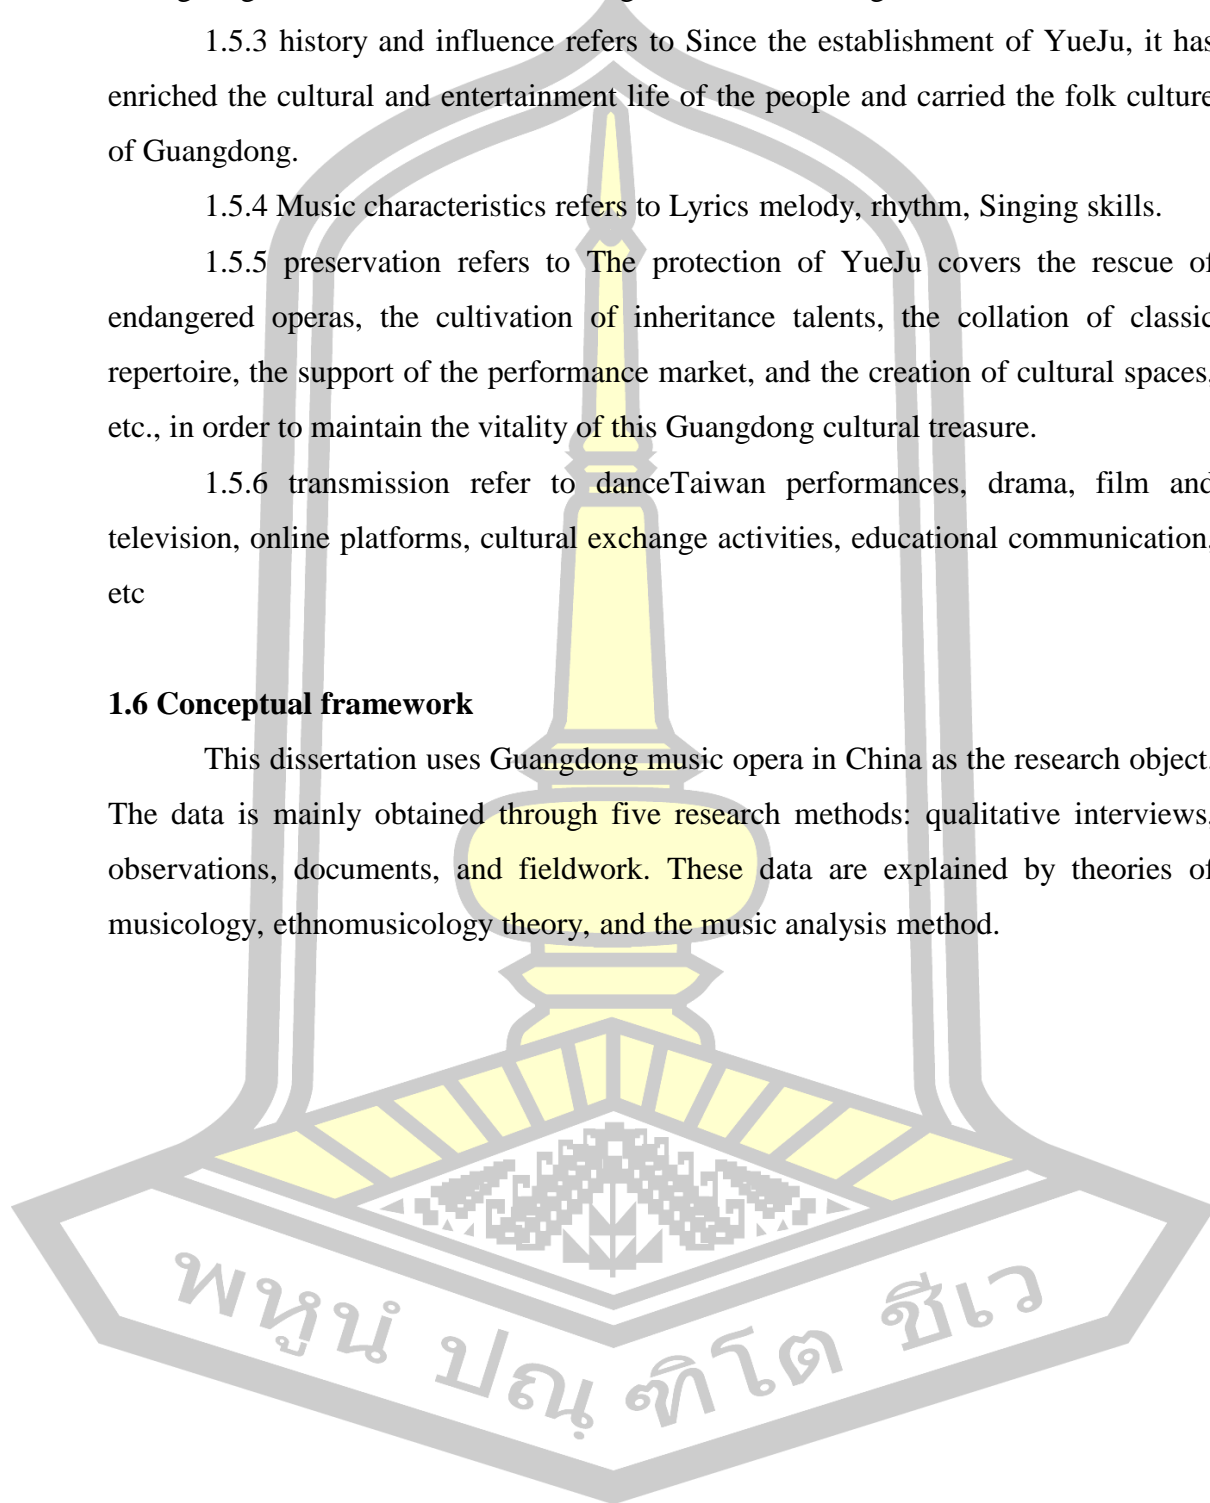 1.5.3 history and influence refers to Since the establishment of YueJu, it has
enriched the cultural and entertainment life of the people and carried the folk culture
of Guangdong.
1.5.4 Music characteristics refers to Lyrics melody, rhythm, Singing skills.
1.5.5 preservation refers to The protection of YueJu covers the rescue of
endangered operas, the cultivation of inheritance talents, the collation of classic
repertoire, the support of the performance market, and the creation of cultural spaces,
etc., in order to maintain the vitality of this Guangdong cultural treasure.
1.5.6 transmission refer to danceTaiwan performances, drama, film and
television, online platforms, cultural exchange activities, educational communication,
etc
1.6 Conceptual framework
This dissertation uses Guangdong music opera in China as the research object.
The data is mainly obtained through five research methods: qualitative interviews,
observations, documents, and fieldwork. These data are explained by theories of
musicology, ethnomusicology theory, and the music analysis method.
พหูนํ ปณฺ ฑิโต ชีเว